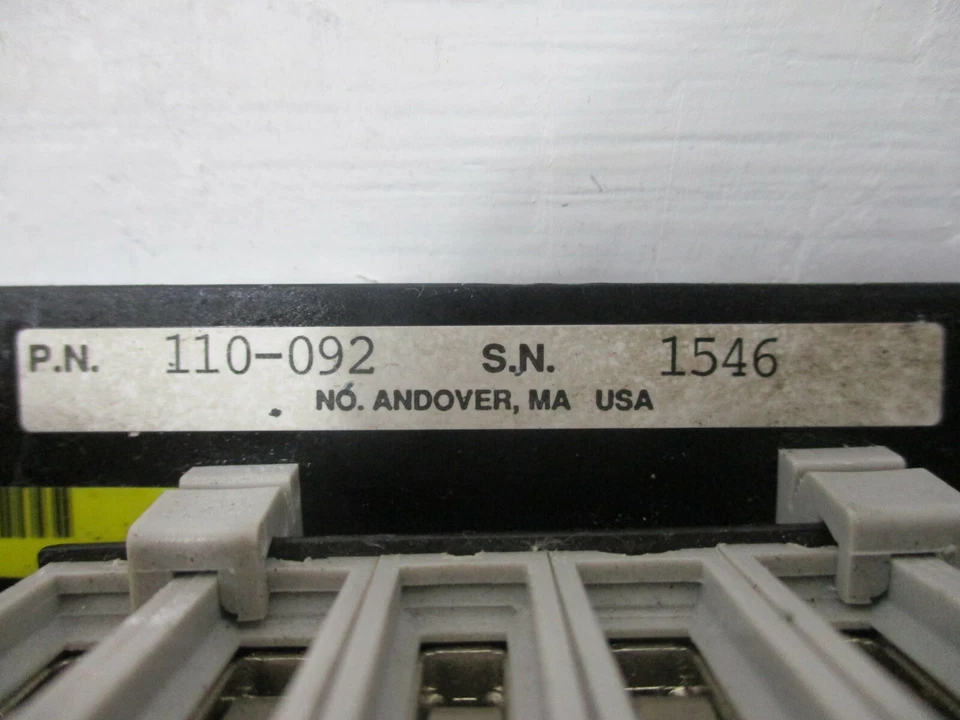 P.N. 110-092 S.N. 1546
NO. ANDOVER, MA USA